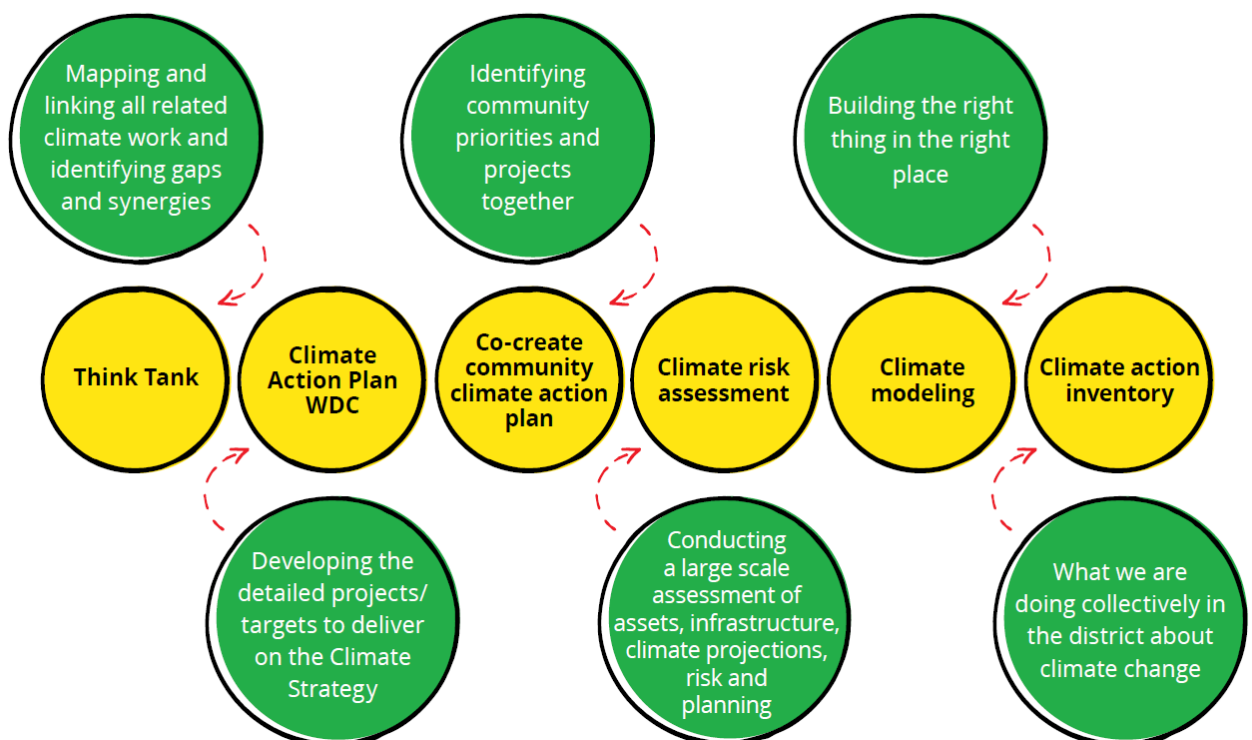 Mapping and
linking all related
climate work and
identifying gaps
and synergies
Identifying
community
priorities and
projects
together
Building the right
thing in the right
place
Think Tank
Climate
Action Plan
WDC
Co-create
community
climate action
plan
Climate risk
assessment
Climate
modeling
Climate action
inventory
Developing the
detailed projects/
targets to deliver
on the Climate
Strategy
Conducting
a large scale
assessment of
assets, infrastructure,
climate projections,
risk and
planning
What we are
doing collectively in
the district about
climate change